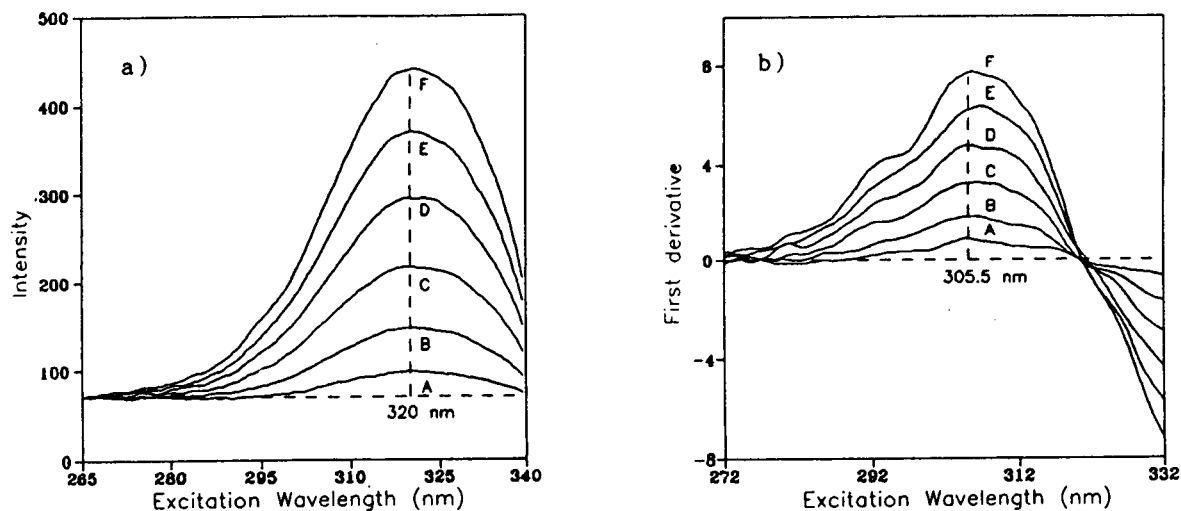 a)
500
400
300
200
100
0
Intensity
F
E
D
C
B
A
320 nm
265
280
295
310
325
340
Excitation Wavelength (nm)
b)
8
6
4
0
-4
-8
First derivative
F
E
D
C
B
A
305.5 nm
272
292
312
332
Excitation Wavelength (nm)